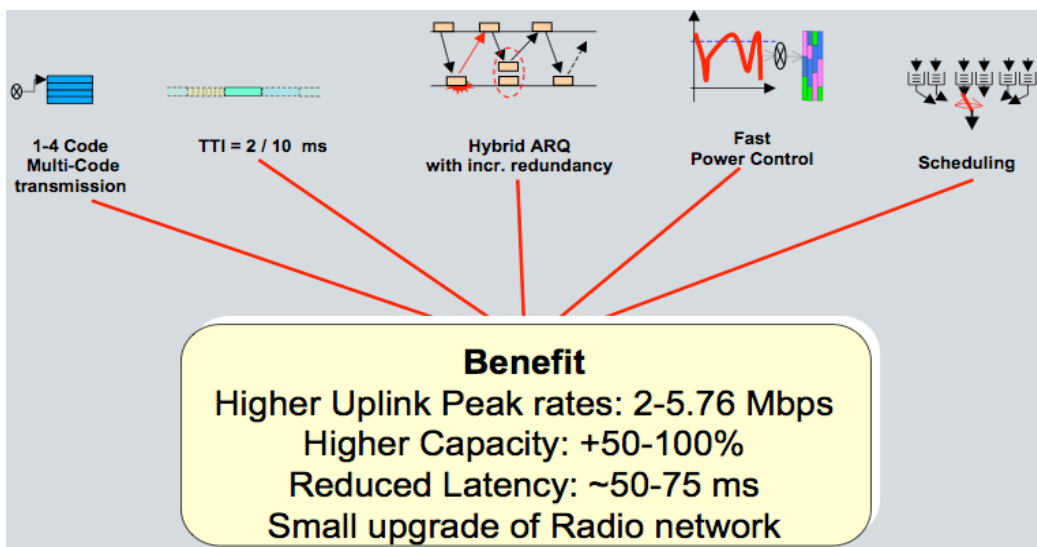 1-4 Code
Multi-Code
transmission
TTI = 2 / 10 ms
Hybrid ARQ
with incr. redundancy
Fast
Power Control
Scheduling
Benefit
Higher Uplink Peak rates: 2-5.76 Mbps
Higher Capacity: +50-100%
Reduced Latency: ~50-75 ms
Small upgrade of Radio network